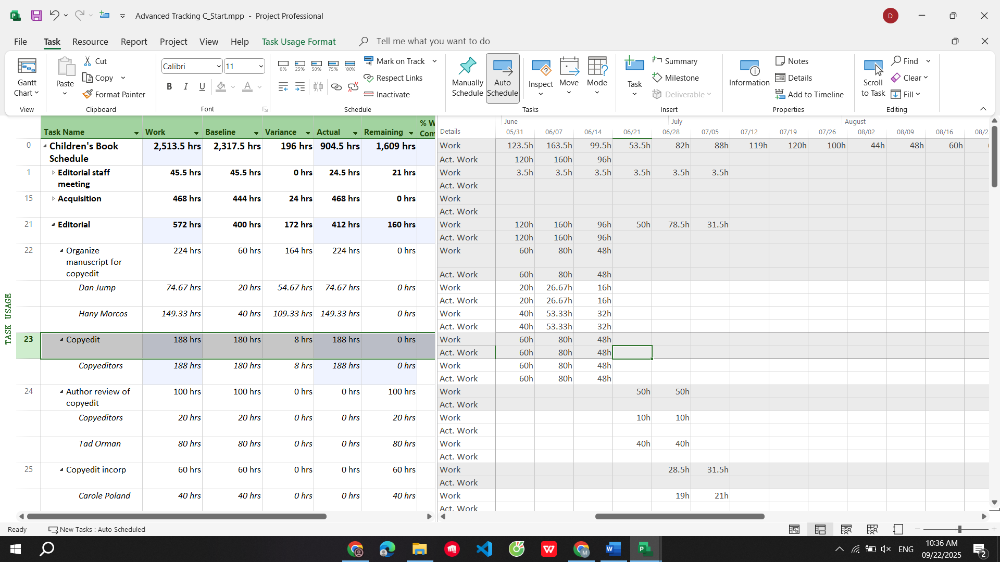 Advanced Tracking C_Start.mpp - Project Professional
D
File Task Resource Report Project View Help Task Usage Format Tell me what you want to do
Gantt Chart
View
Paste
Cut
Copy
Format Painter
Clipboard
Calibri 11
B I U A
Font
0% 25% 50% 75% 100%
Mark on Track
Respect Links
Inactivate
Schedule
Manually Schedule
Auto Schedule
Inspect
Move
Mode
Tasks
Task
Summary
Milestone
Deliverable
Insert
Information
Notes
Details
Add to Timeline
Properties
Scroll to Task
Find
Clear
Fill
Editing
TASK USAGE
Task Name Work Baseline Variance Actual Remaining % W Com
Details June July August
05/31 06/07 06/14 06/21 06/28 07/05 07/12 07/19 07/26 08/02 08/09 08/16 08/2
0 Children's Book Schedule 2,513.5 hrs 2,317.5 hrs 196 hrs 904.5 hrs 1,609 hrs Work 123.5h 163.5h 99.5h 53.5h 82h 88h 119h 120h 100h 44h 48h 60h
Act. Work 120h 160h 96h
1 Editorial staff meeting 45.5 hrs 45.5 hrs 0 hrs 24.5 hrs 21 hrs Work 3.5h 3.5h 3.5h 3.5h 3.5h 3.5h
Act. Work
15 Acquisition 468 hrs 444 hrs 24 hrs 468 hrs 0 hrs Work
Act. Work
21 Editorial 572 hrs 400 hrs 172 hrs 412 hrs 160 hrs Work 120h 160h 96h 50h 78.5h 31.5h
Act. Work 120h 160h 96h
22 Organize manuscript for copyedit 224 hrs 60 hrs 164 hrs 224 hrs 0 hrs Work 60h 80h 48h
Act. Work 60h 80h 48h
Dan Jump 74.67 hrs 20 hrs 54.67 hrs 74.67 hrs 0 hrs Work 20h 26.67h 16h
Act. Work 20h 26.67h 16h
Hany Morcos 149.33 hrs 40 hrs 109.33 hrs 149.33 hrs 0 hrs Work 40h 53.33h 32h
Act. Work 40h 53.33h 32h
23 Copyedit 188 hrs 180 hrs 8 hrs 188 hrs 0 hrs Work 60h 80h 48h
Act. Work 60h 80h 48h
Copyeditors 188 hrs 180 hrs 8 hrs 188 hrs 0 hrs Work 60h 80h 48h
Act. Work 60h 80h 48h
24 Author review of copyedit 100 hrs 100 hrs 0 hrs 0 hrs 100 hrs Work 50h 50h
Act. Work
Copyeditors 20 hrs 20 hrs 0 hrs 0 hrs 20 hrs Work 10h 10h
Act. Work
Tad Orman 80 hrs 80 hrs 0 hrs 0 hrs 80 hrs Work 40h 40h
Act. Work
25 Copyedit incorp 60 hrs 60 hrs 0 hrs 0 hrs 60 hrs Work 28.5h 31.5h
Act. Work
Carole Poland 40 hrs 40 hrs 0 hrs 0 hrs 40 hrs Work 19h 21h
Act. Work
Ready New Tasks : Auto Scheduled
ENG
10:36 AM
09/22/2025
2